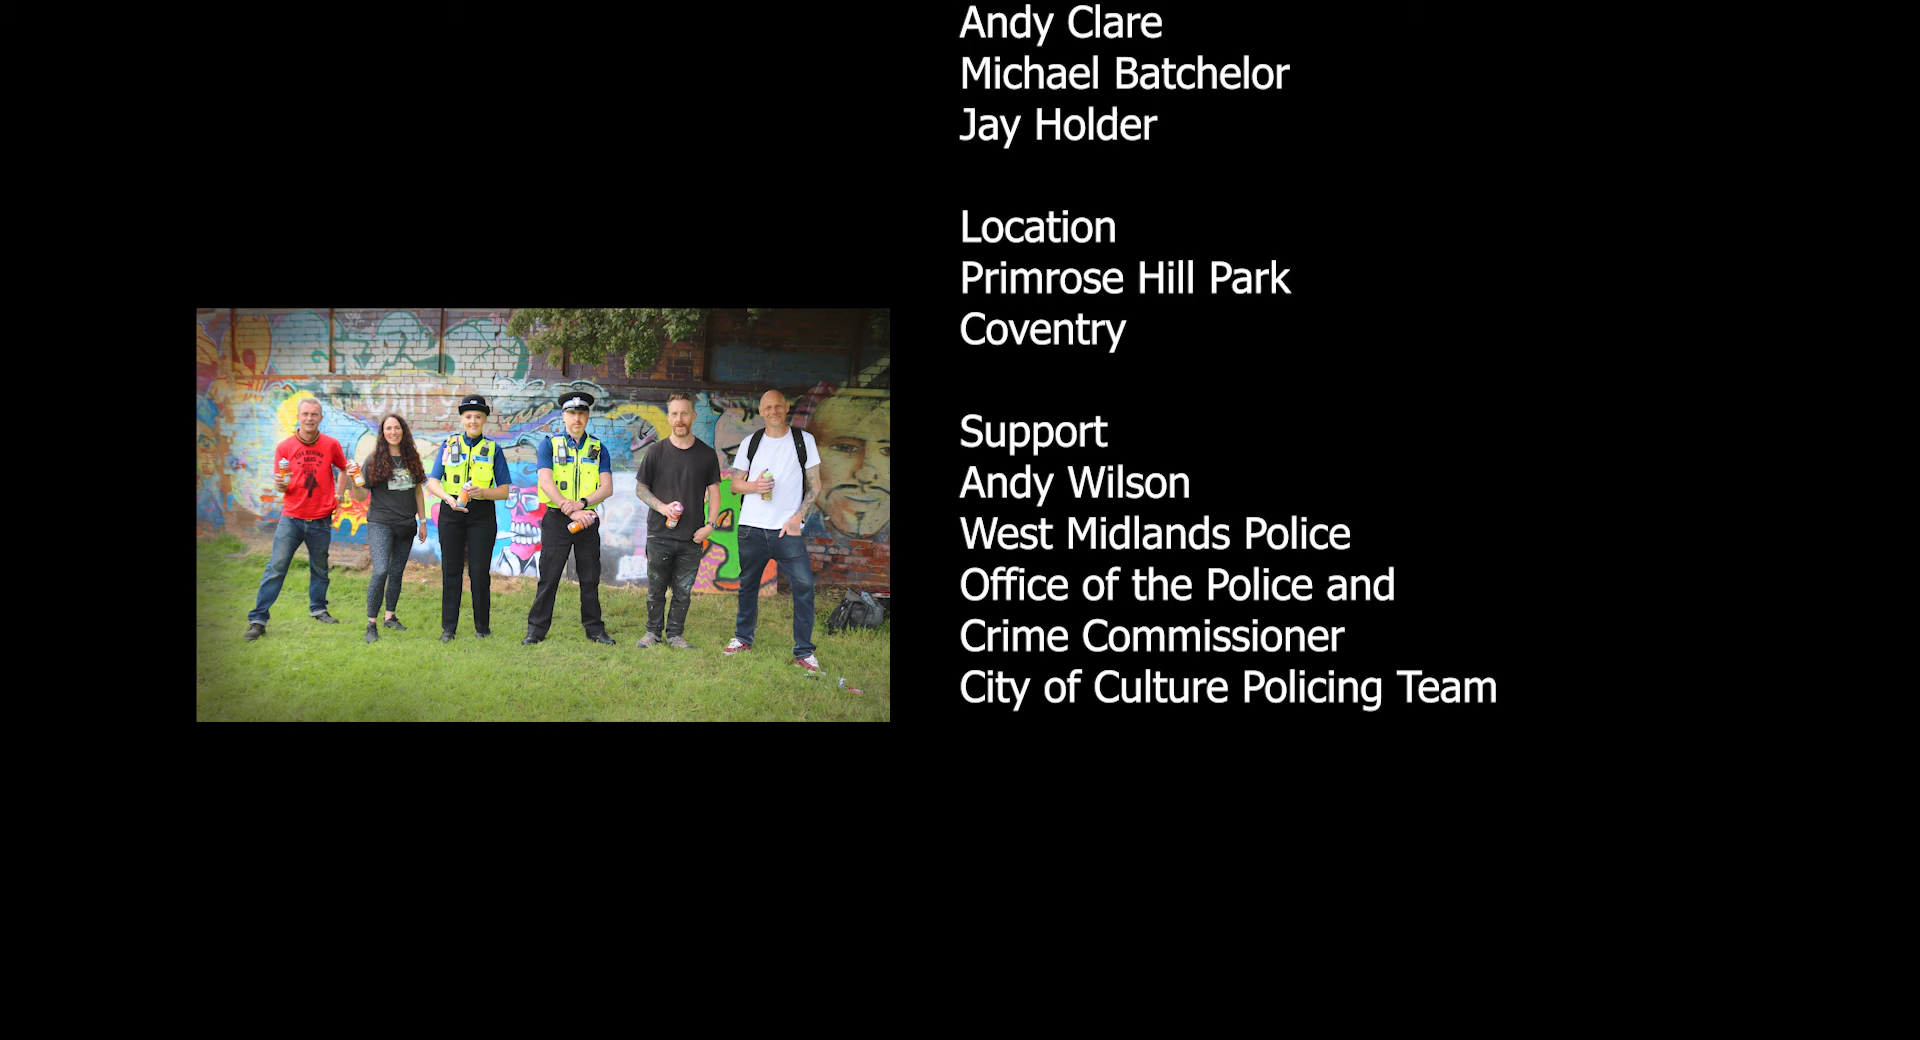 Andy Clare
Michael Batchelor
Jay Holder
Location
Primrose Hill Park
Coventry
Support
Andy Wilson
West Midlands Police
Office of the Police and
Crime Commissioner
City of Culture Policing Team